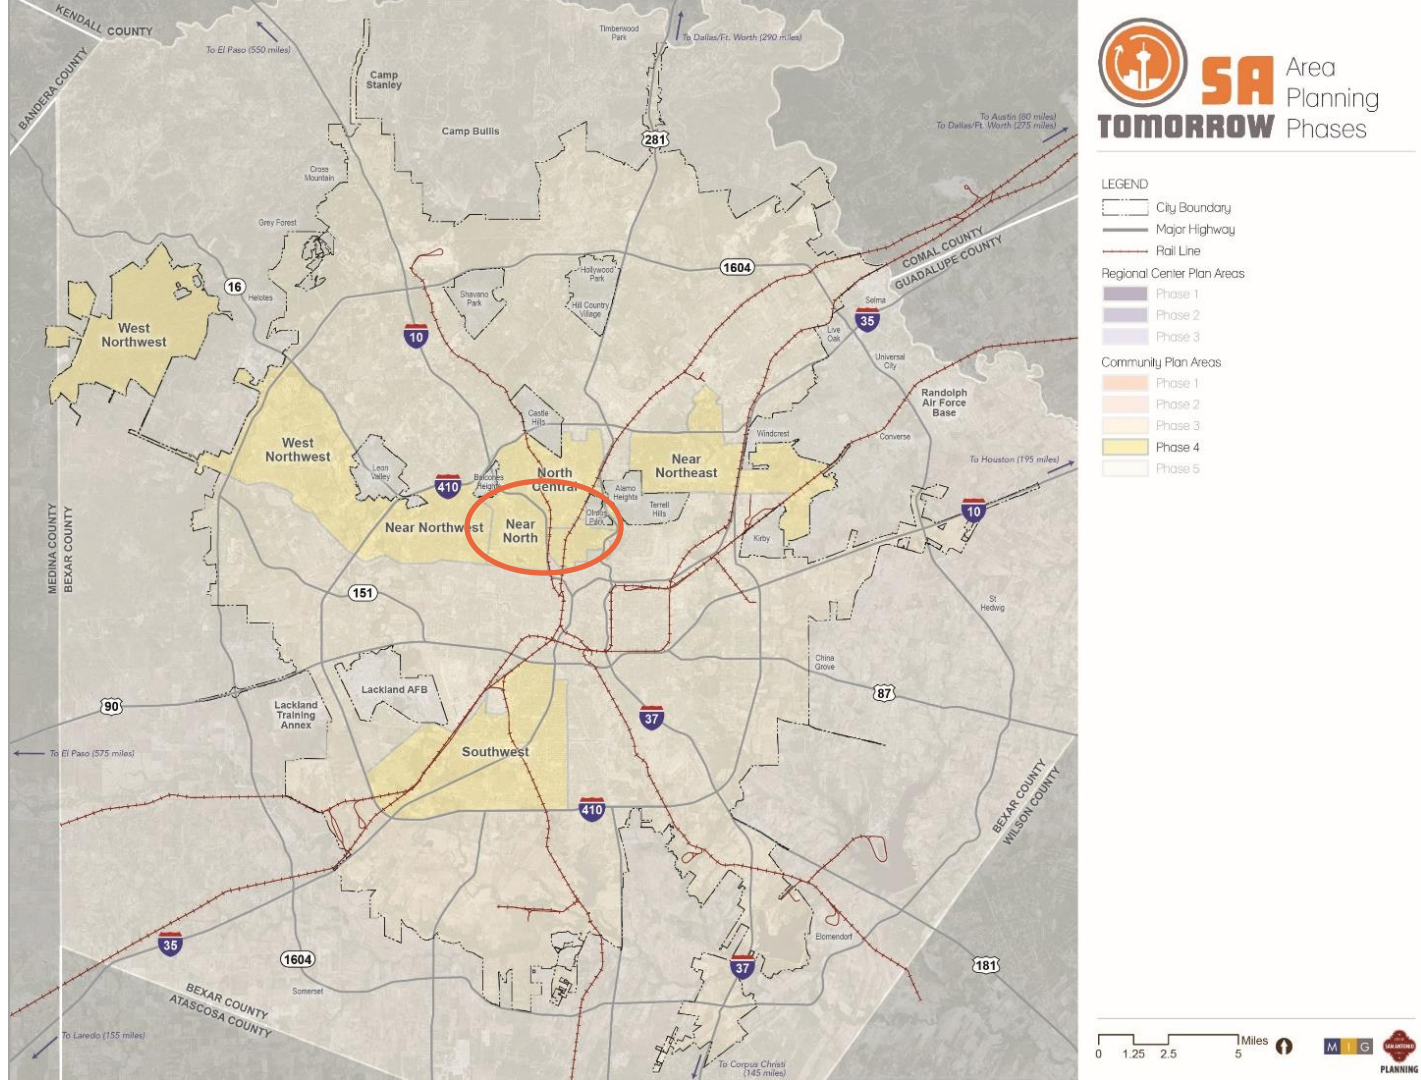 KENDALL COUNTY
BANDERA COUNTY
To El Paso (550 miles)
Timberwood
Park
To Dallas/Ft. Worth (290 miles)
Camp
Stanley
Camp Bullis
To Austin (80 miles)
To Dallas/Ft. Worth (275 miles)
281
Cross
Mountain
Grey Forest
COMAL COUNTY
GUADALUPE COUNTY
1604
Hollywood
Park
Hill Country
Village
Shavano
Park
16
Helotes
Selma
35
Live
Oak
10
West
Northwest
Universal
City
Randolph
Air Force
Base
Castle
Hills
Windcrest
Converse
West
Northwest
Leon
Valley
410
Balcones
Heights
North
Central
Near
Northeast
Alamo
Heights
Terrell
Hills
Olmos
Park
To Houston (195 miles)
10
Near Northwest
Near
North
Kirby
MEDINA COUNTY
BEXAR COUNTY
151
St
Hedwig
China
Grove
Lackland AFB
Lackland
Training
Annex
90
87
37
To El Paso (575 miles)
Southwest
410
BEXAR COUNTY
WILSON COUNTY
35
1604
Elmendorf
37
181
Somerset
BEXAR COUNTY
ATASCOSA COUNTY
To Laredo (155 miles)
To Corpus Christi
(145 miles)
SA
TOMORROW
Area
Planning
Phases
LEGEND
City Boundary
Major Highway
Rail Line
Regional Center Plan Areas
Phase 1
Phase 2
Phase 3
Community Plan Areas
Phase 1
Phase 2
Phase 3
Phase 4
Phase 5
Miles
0 1.25 2.5 5
MIG
SAN ANTONIO
PLANNING